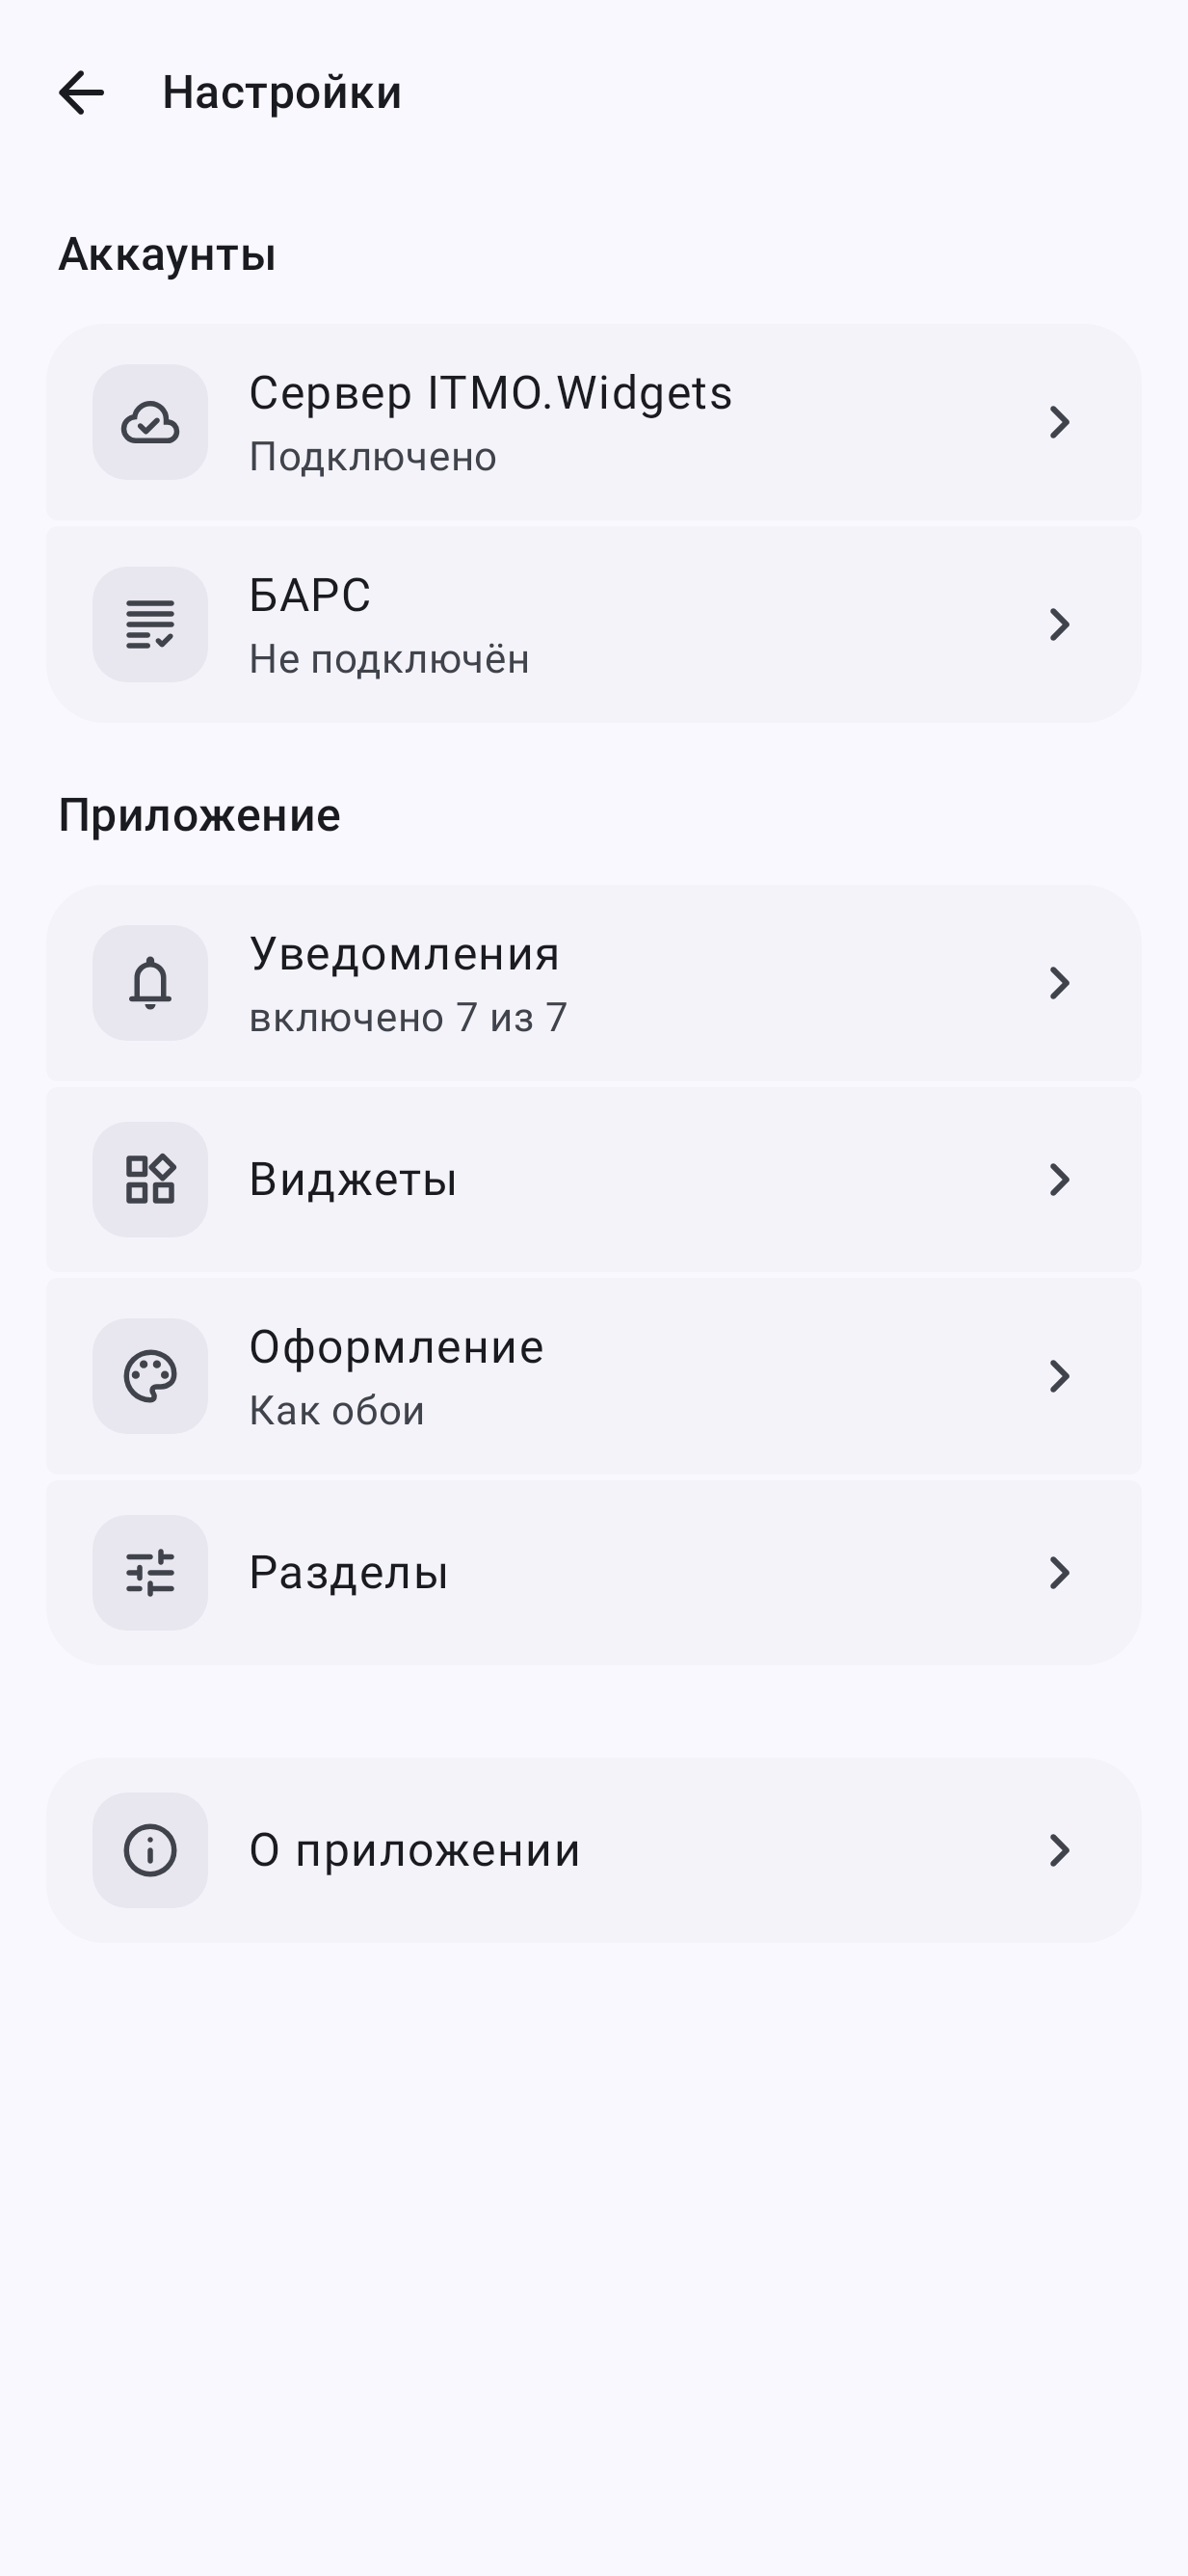 Настройки
Аккаунты
Сервер ITMO.Widgets
Подключено
БАРС
Не подключён
Приложение
Уведомления
включено 7 из 7
Виджеты
Оформление
Как обои
Разделы
О приложении